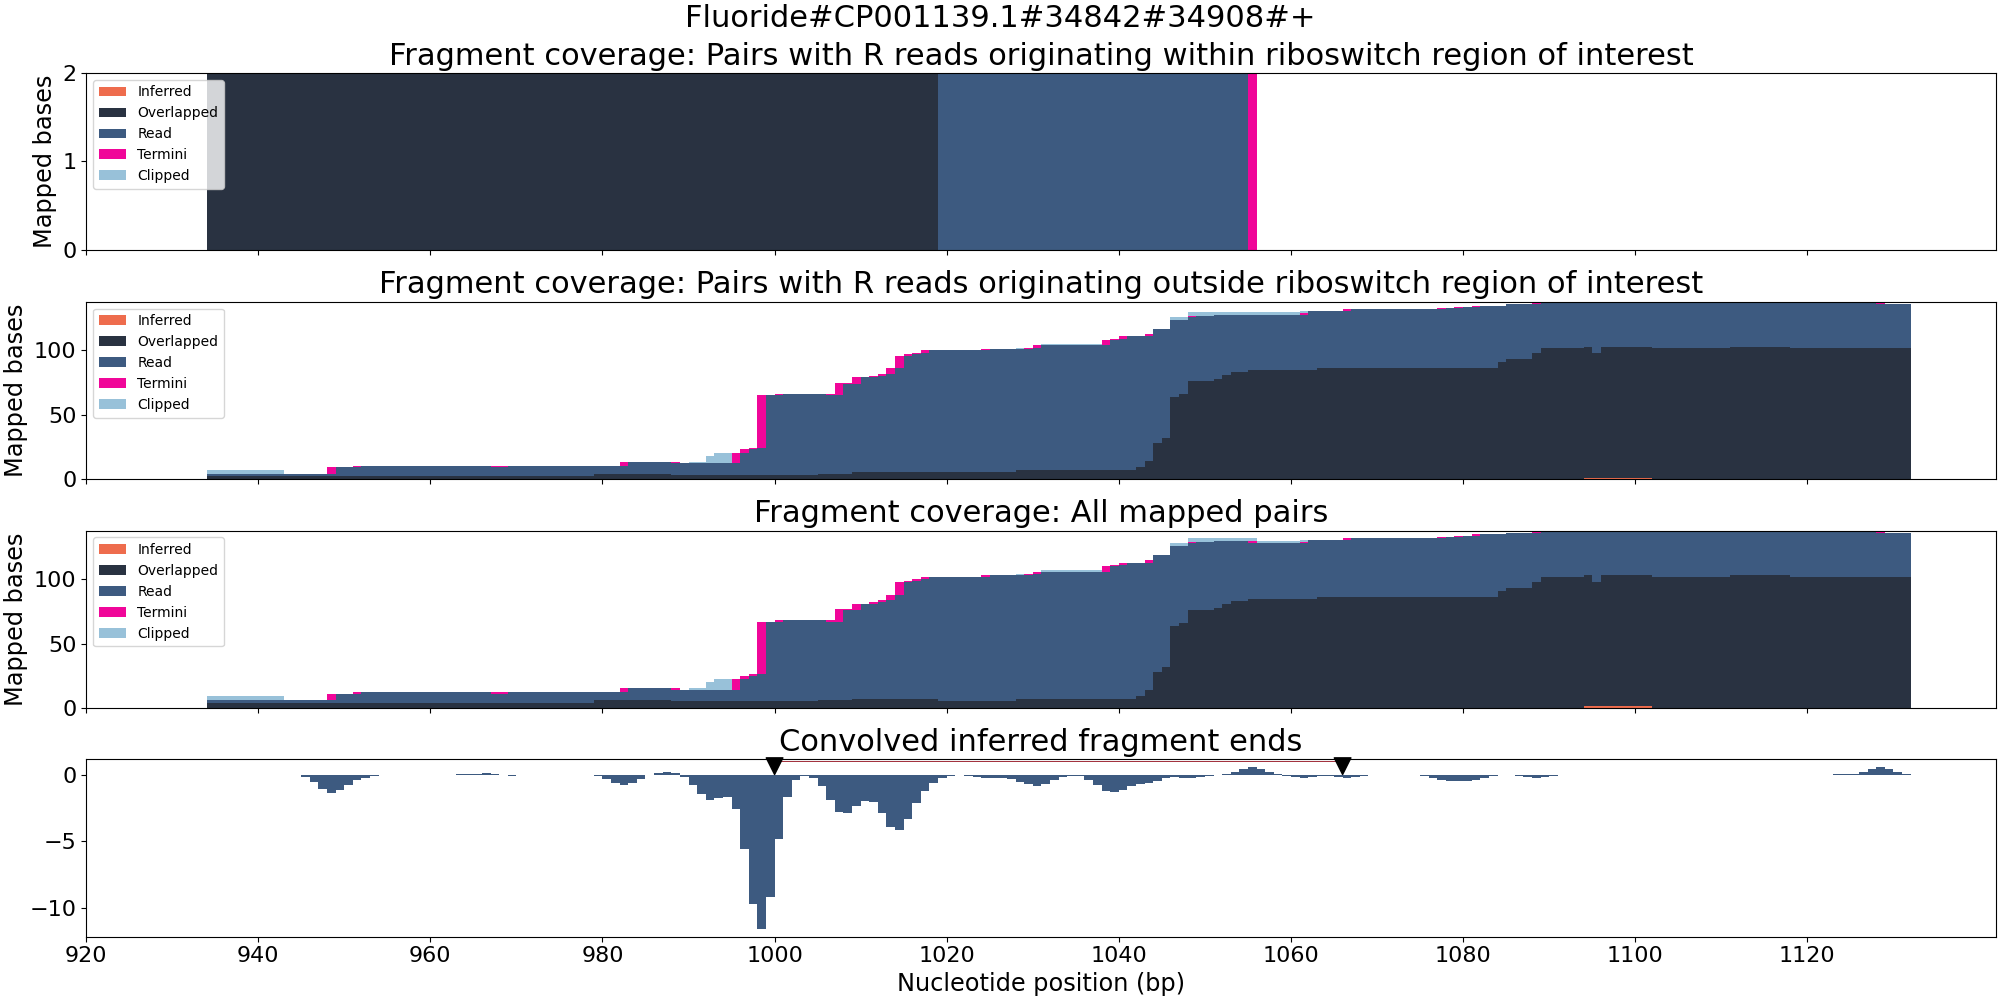 Fluoride#CP001139.1#34842#34908#+
Fragment coverage: Pairs with R reads originating within riboswitch region of interest
Mapped bases
2
1
0
Inferred
Overlapped
Read
Termini
Clipped
920
940
960
980
1000
1020
1040
1060
1080
1100
1120
Fragment coverage: Pairs with R reads originating outside riboswitch region of interest
Mapped bases
100
50
0
Inferred
Overlapped
Read
Termini
Clipped
Fragment coverage: All mapped pairs
Mapped bases
100
50
0
Inferred
Overlapped
Read
Termini
Clipped
Convolved inferred fragment ends
0
−5
−10
Nucleotide position (bp)